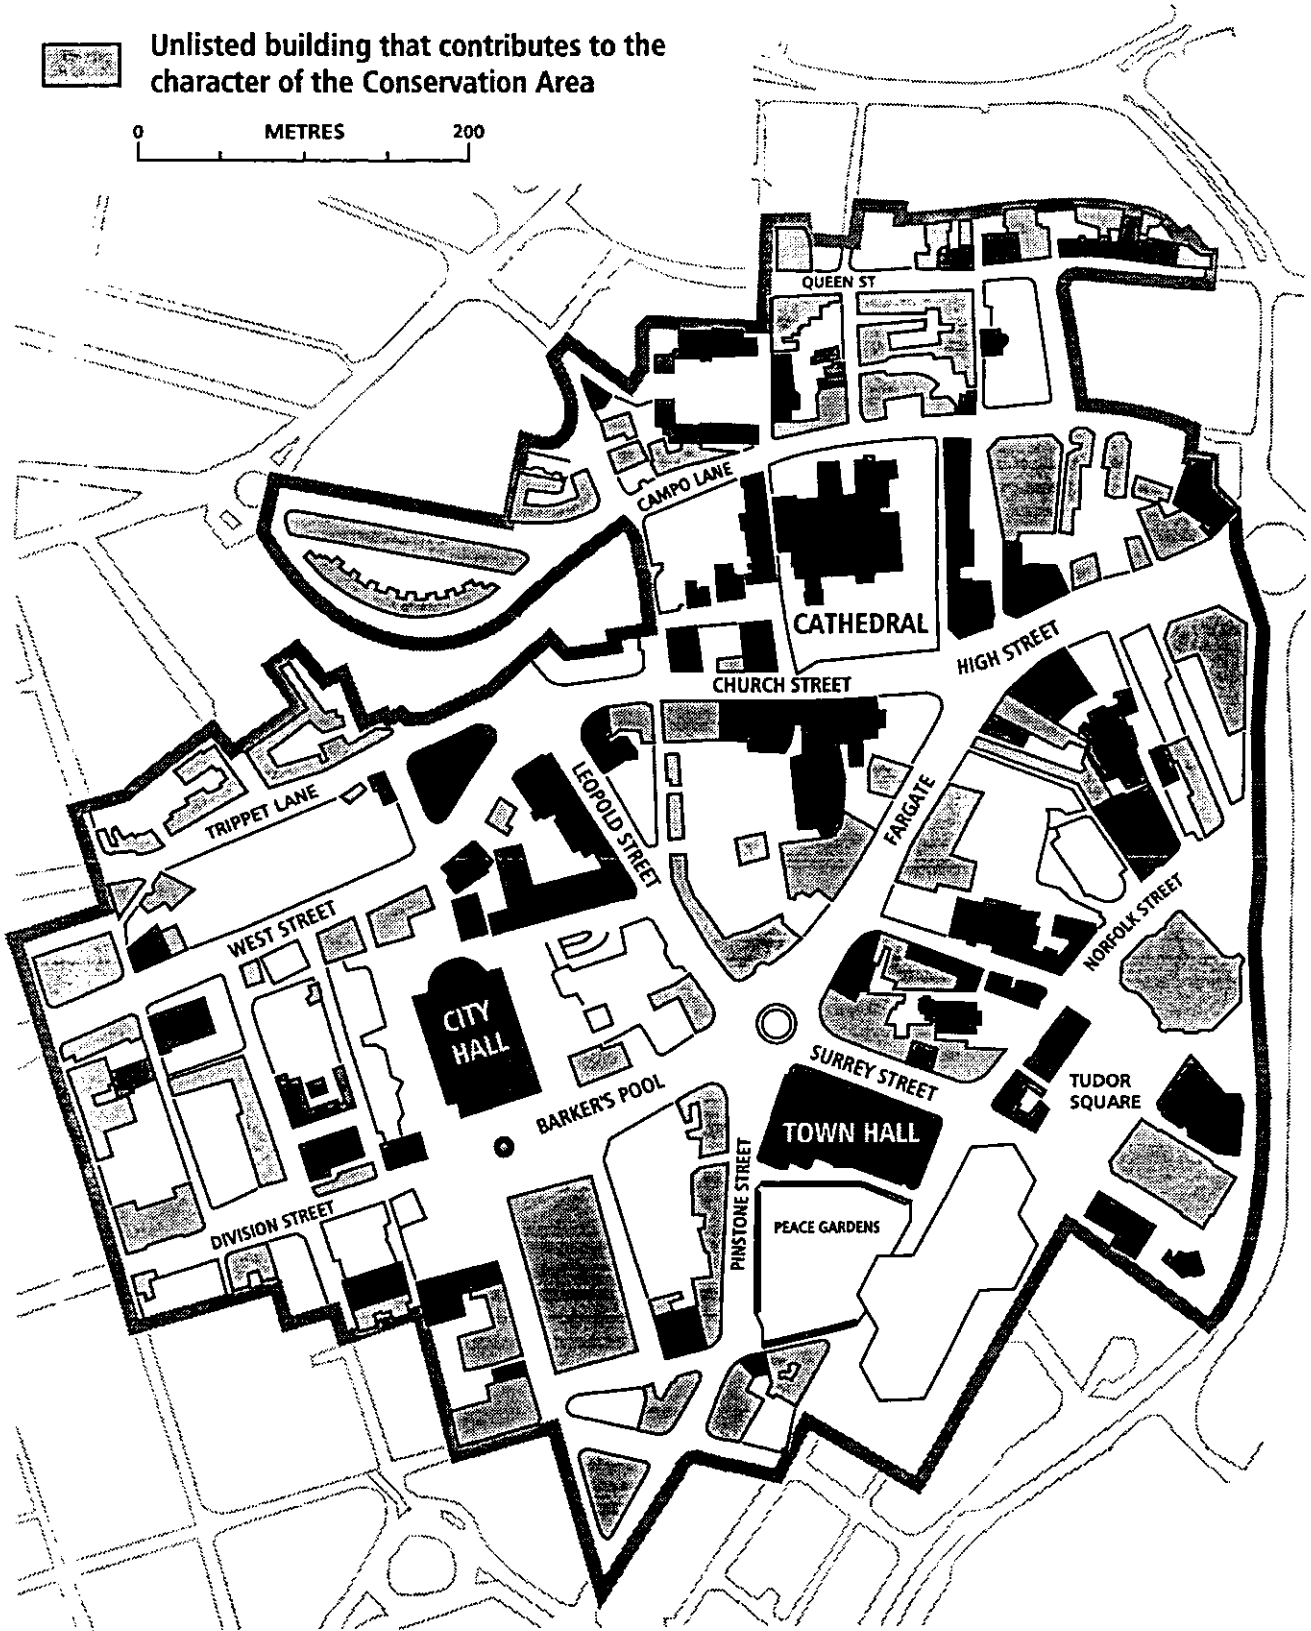 Unlisted building that contributes to the
character of the Conservation Area
0 METRES 200
QUEEN ST
CAMPO LANE
CATHEDRAL
HIGH STREET
CHURCH STREET
LEOPOLD STREET
FARGATE
TRIPPET LANE
NORFOLK STREET
WEST STREET
CITY
HALL
SURREY STREET
BARKER'S POOL
TUDOR
SQUARE
TOWN HALL
PINSTONE STREET
PEACE GARDENS
DIVISION STREET